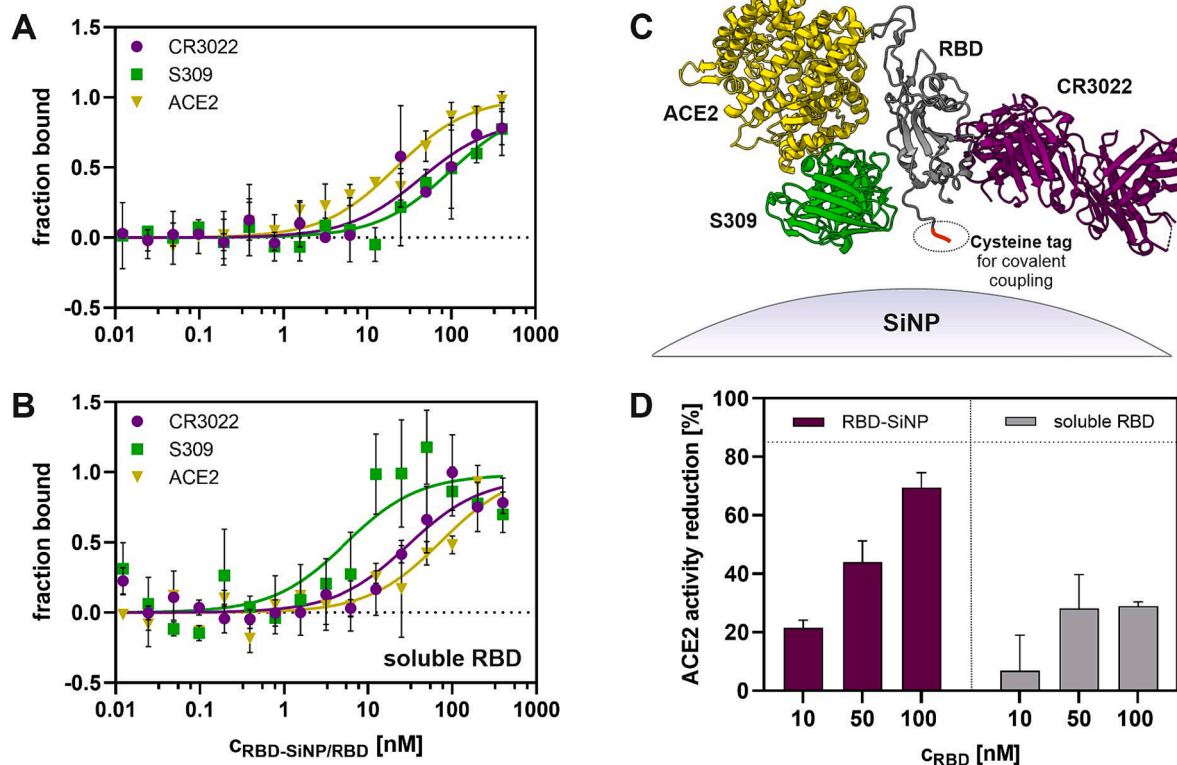 A
CR3022
S309
ACE2
fraction bound
1.5
1.0
0.5
0.0
-0.5
0.01
0.1
1
10
100
1000
B
CR3022
S309
ACE2
fraction bound
1.5
1.0
0.5
0.0
-0.5
soluble RBD
0.01
0.1
1
10
100
1000
cRBD-SiNP/RBD [nM]
C
RBD
CR3022
ACE2
S309
Cysteine tag
for covalent
coupling
SiNP
D
RBD-SiNP
soluble RBD
ACE2 activity reduction [%]
100
80
60
40
20
0
10
50
100
10
50
100
cRBD [nM]